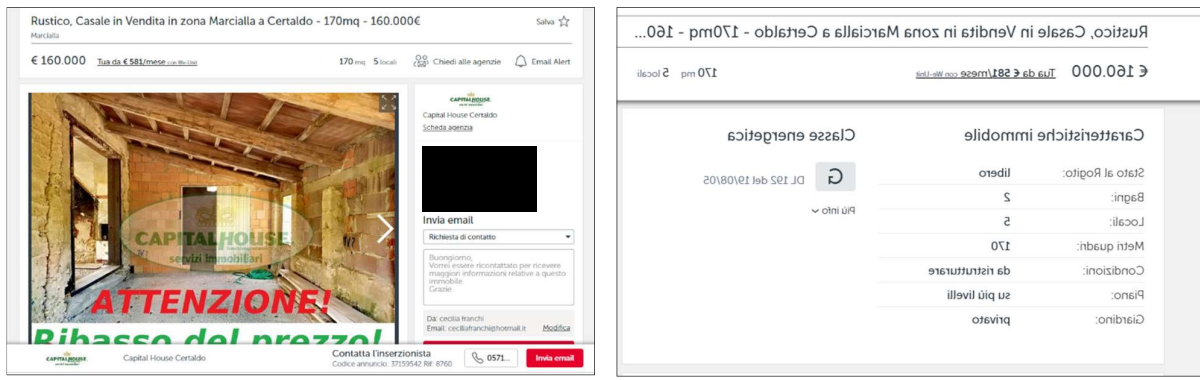 Rustico, Casale in Vendita in zona Marcialla a Certaldo - 170mq - 160.000€
Salva
Marcialla
€ 160.000 Tua da € 581/mese con We-Unit
170 mq 5 locali Chiedi alle agenzie Email Alert
CAPITALHOUSE
servizi immobiliari
ATTENZIONE!
Ribasso del prezzo!
CAPITALHOUSE
Capital House Certaldo
Scheda agenzia
Invia email
Richiesta di contatto
Buongiorno,
Vorrei essere ricontattato per ricevere
maggiori informazioni relative a questo
immobile.
Grazie
Da: cecilia franchi
Email: ceciliafranchi@hotmail.it Modifica
CAPITALHOUSE
Capital House Certaldo
Contatta l'inserzionista
Codice annuncio: 37159542 Rif: 8760
0571...
Invia email
Rustico, Casale in Vendita in zona Marcialla a Certaldo - 170mq - 160...
€ 160.000 Tua da € 581/mese con We-Unit
170 mq 5 locali
Caratteristiche immobile
Stato al Rogito: libero
Bagni: 2
Locali: 5
Metri quadri: 170
Condizioni: da ristrutturare
Piano: su più livelli
Giardino: privato
Classe energetica
G DL 192 del 19/08/05
Più info